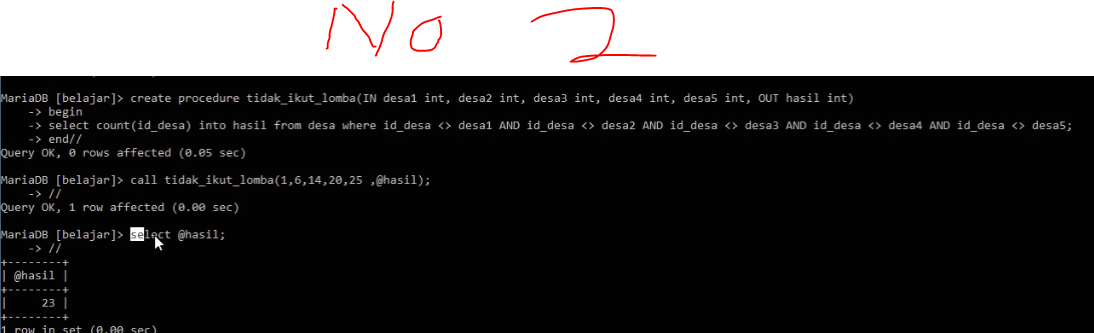 No 2
MariaDB [belajar]> create procedure tidak_ikut_lomba(IN desa1 int, desa2 int, desa3 int, desa4 int, desa5 int, OUT hasil int)
-> begin
-> select count(id_desa) into hasil from desa where id_desa <> desa1 AND id_desa <> desa2 AND id_desa <> desa3 AND id_desa <> desa4 AND id_desa <> desa5;
-> end//
Query OK, 0 rows affected (0.05 sec)
MariaDB [belajar]> call tidak_ikut_lomba(1,6,14,20,25 ,@hasil);
-> //
Query OK, 1 row affected (0.00 sec)
MariaDB [belajar]> select @hasil;
-> //
+--------+
| @hasil |
+--------+
|     23 |
+--------+
1 row in set (0.00 sec)